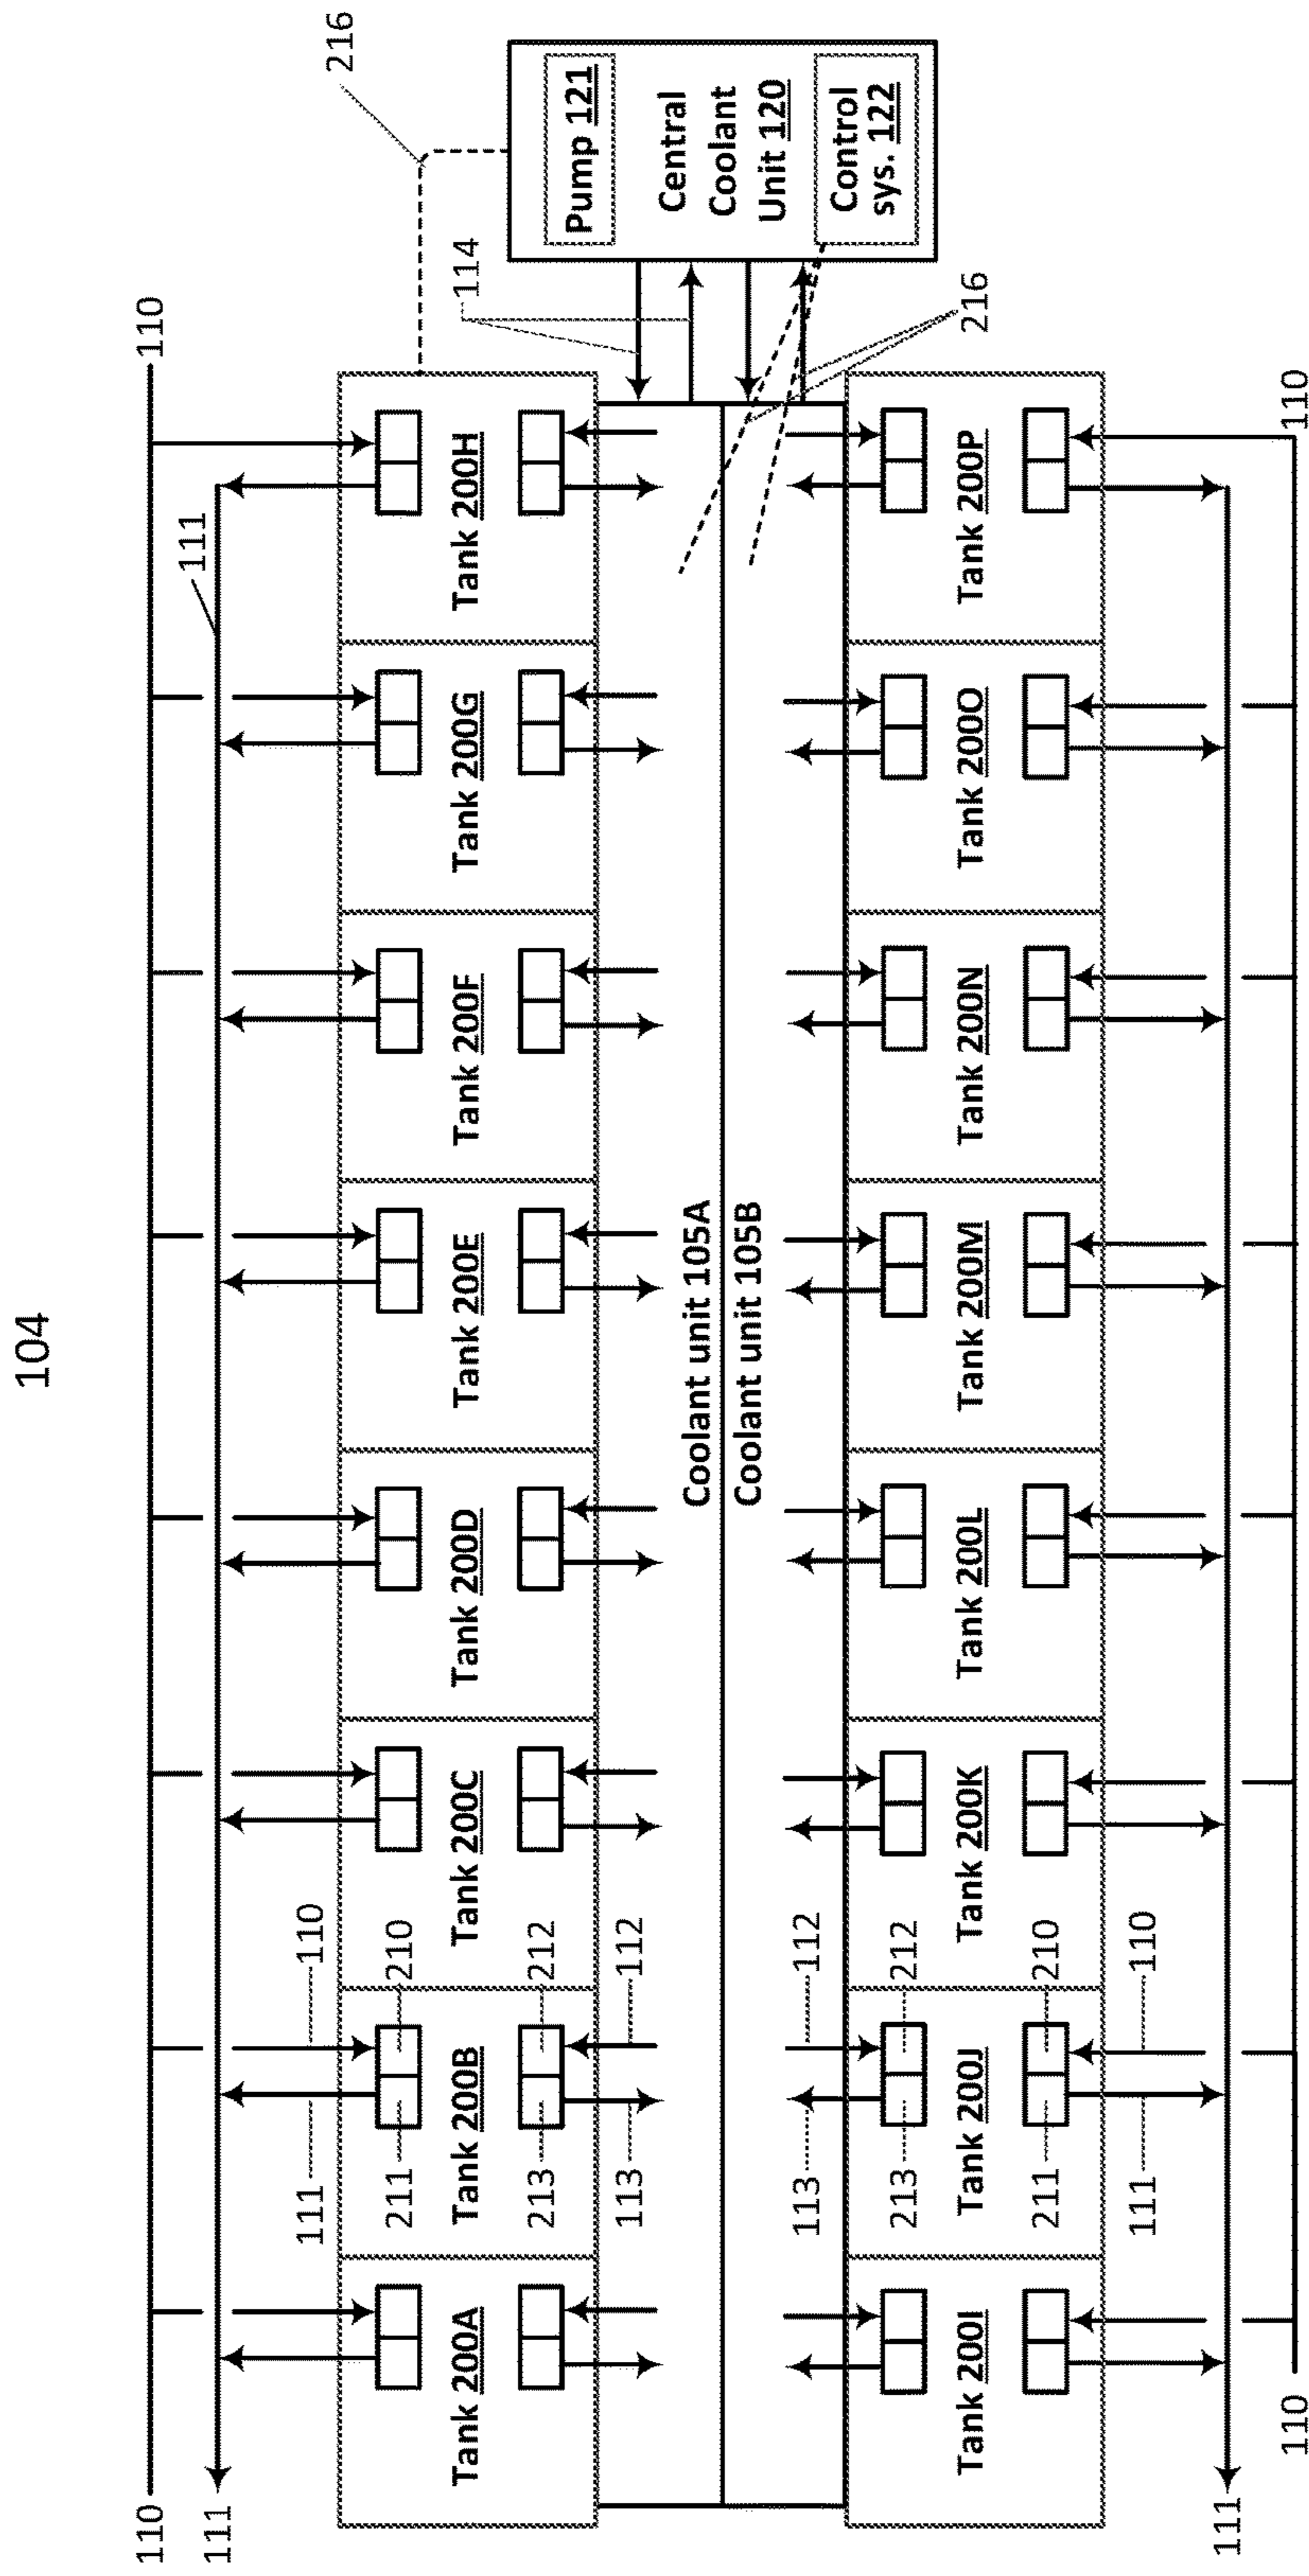 104
110
110
111
111
111
110
216
211
210
Tank 200A
Tank 200B
Tank 200C
Tank 200D
Tank 200E
Tank 200F
Tank 200G
Tank 200H
114
213
212
113
112
Pump 121
Central
Coolant
Unit 120
Control
sys. 122
Coolant unit 105A
Coolant unit 105B
113
112
213
212
Tank 200I
Tank 200J
Tank 200K
Tank 200L
Tank 200M
Tank 200N
Tank 200O
Tank 200P
216
211
210
111
110
111
110
110